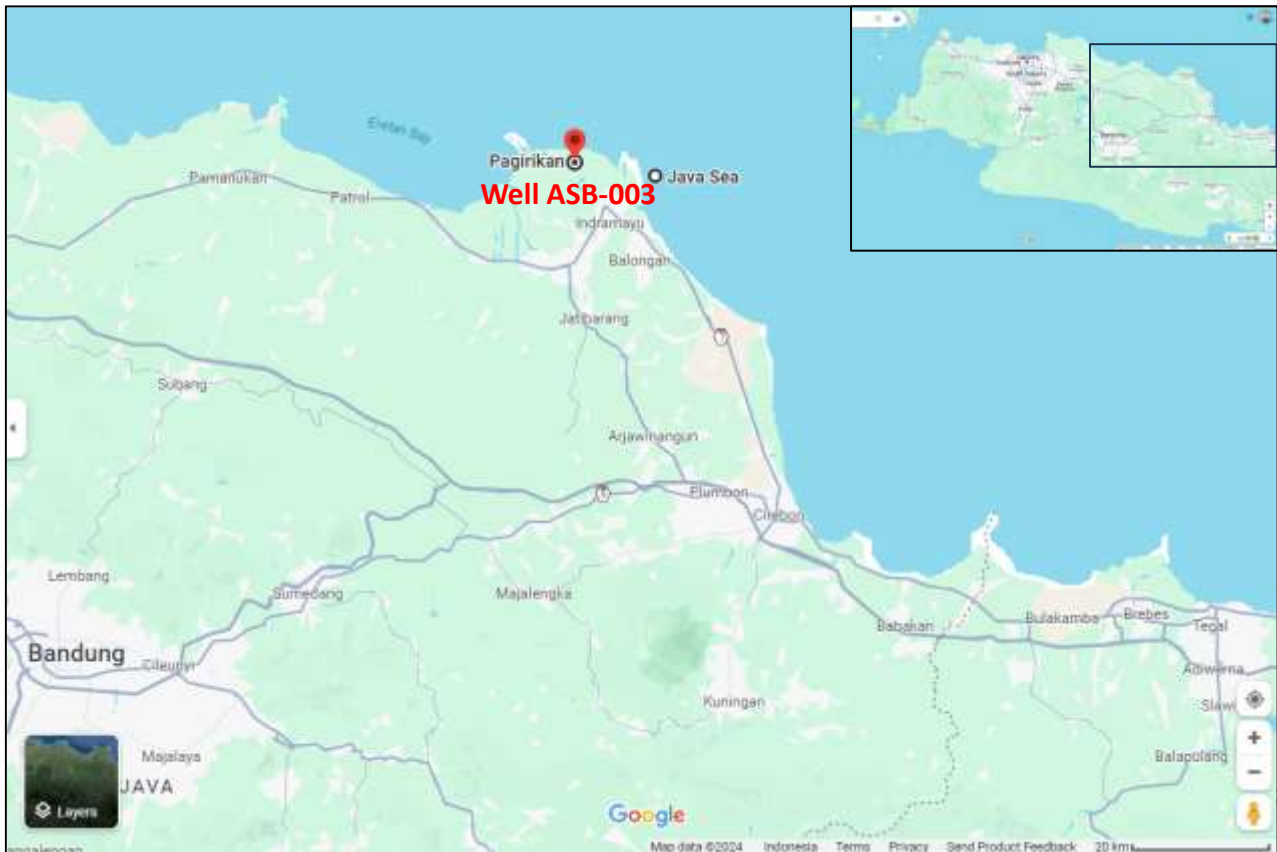 Eretan Bay
Pagirikan
Java Sea
Well ASB-003
Pamanukan
Patrol
Indramayu
Balongan
Jatibarang
Subang
Arjawinangun
Plumbon
Cirebon
Lembang
Sumedang
Majalengka
Babakan
Bulakamba
Brebes
Tegal
Bandung
Cileunyi
Adiwerna
Kuningan
Slawi
Majalaya
Balapulang
JAVA
Layers
Google
Map data ©2024 Indonesia Terms Privacy Send Product Feedback 20 km